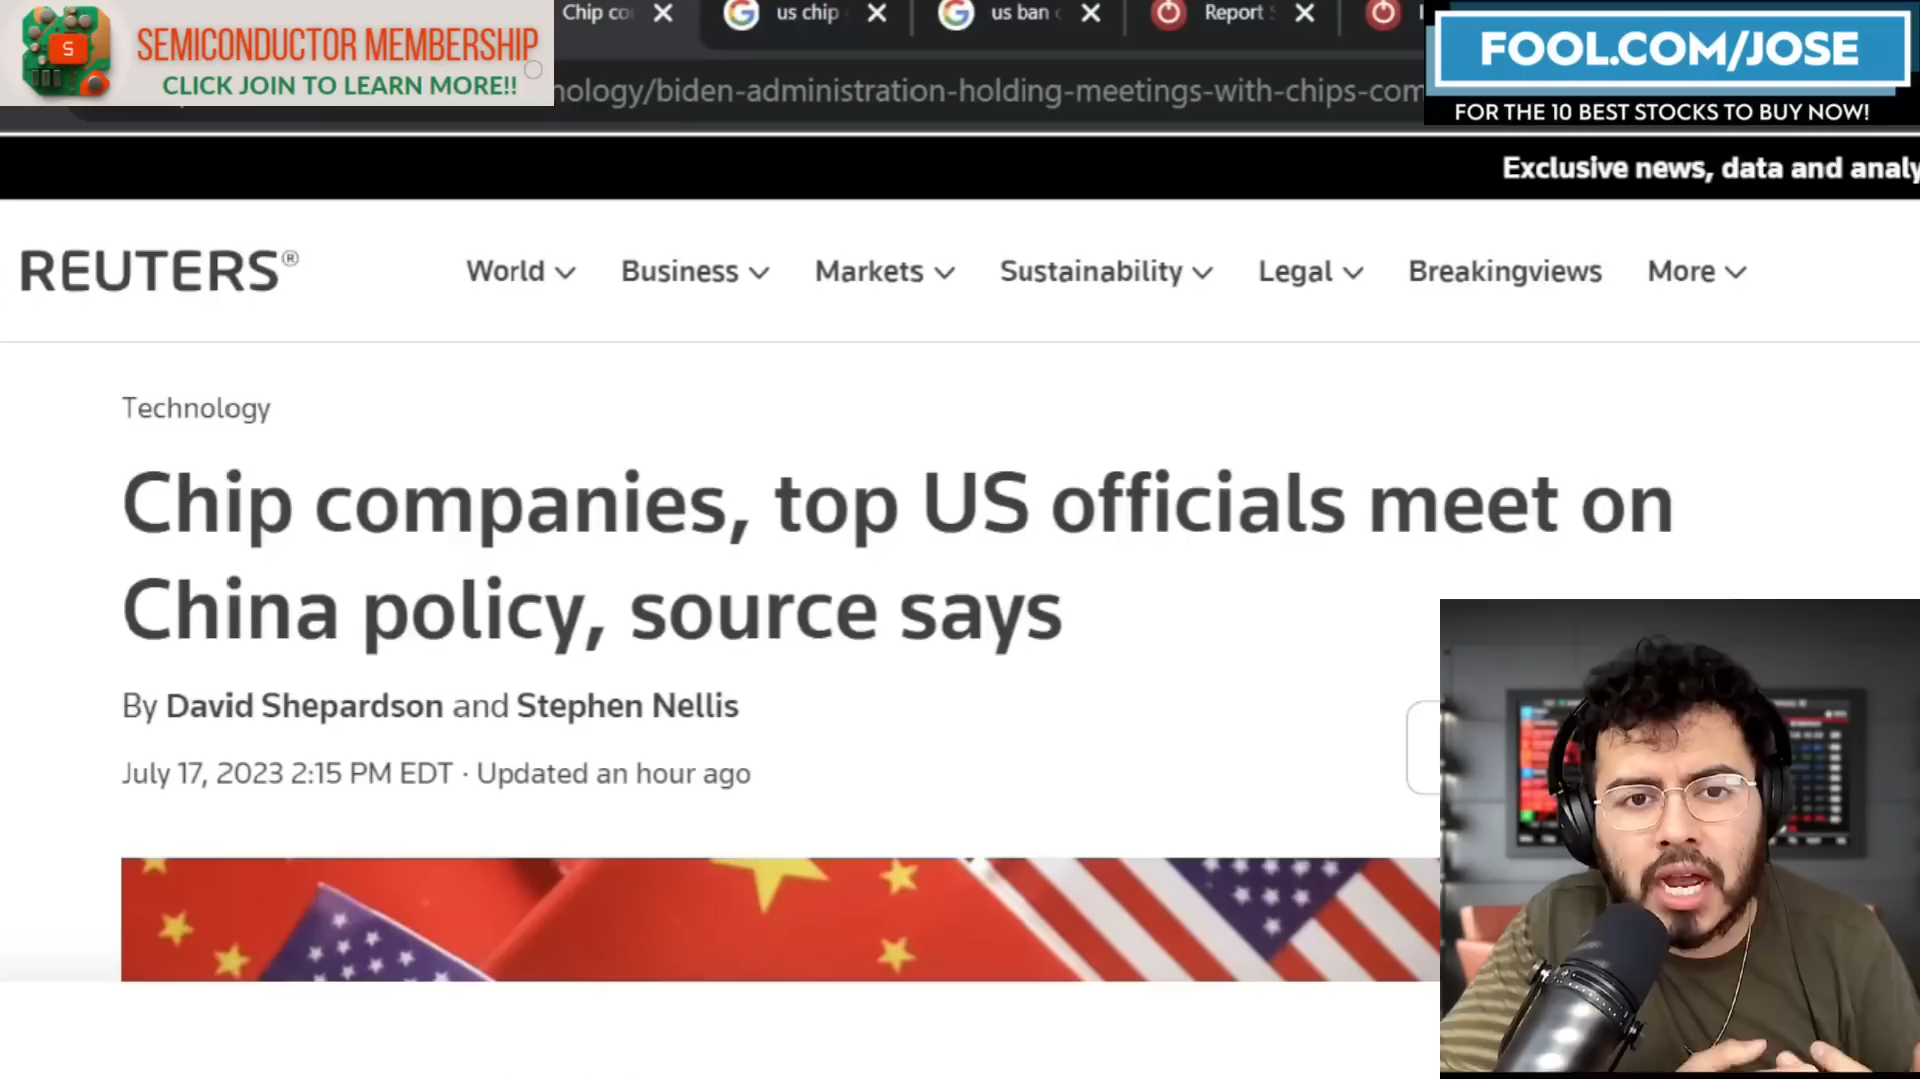 SEMICONDUCTOR MEMBERSHIP
CLICK JOIN TO LEARN MORE!!
S
Chip co
us chip
us ban
Report
FOOL.COM/JOSE
FOR THE 10 BEST STOCKS TO BUY NOW!
nology/biden-administration-holding-meetings-with-chips-com
Exclusive news, data and analy
REUTERS®
World Business Markets Sustainability Legal Breakingviews More
Technology
Chip companies, top US officials meet on
China policy, source says
By David Shepardson and Stephen Nellis
July 17, 2023 2:15 PM EDT · Updated an hour ago